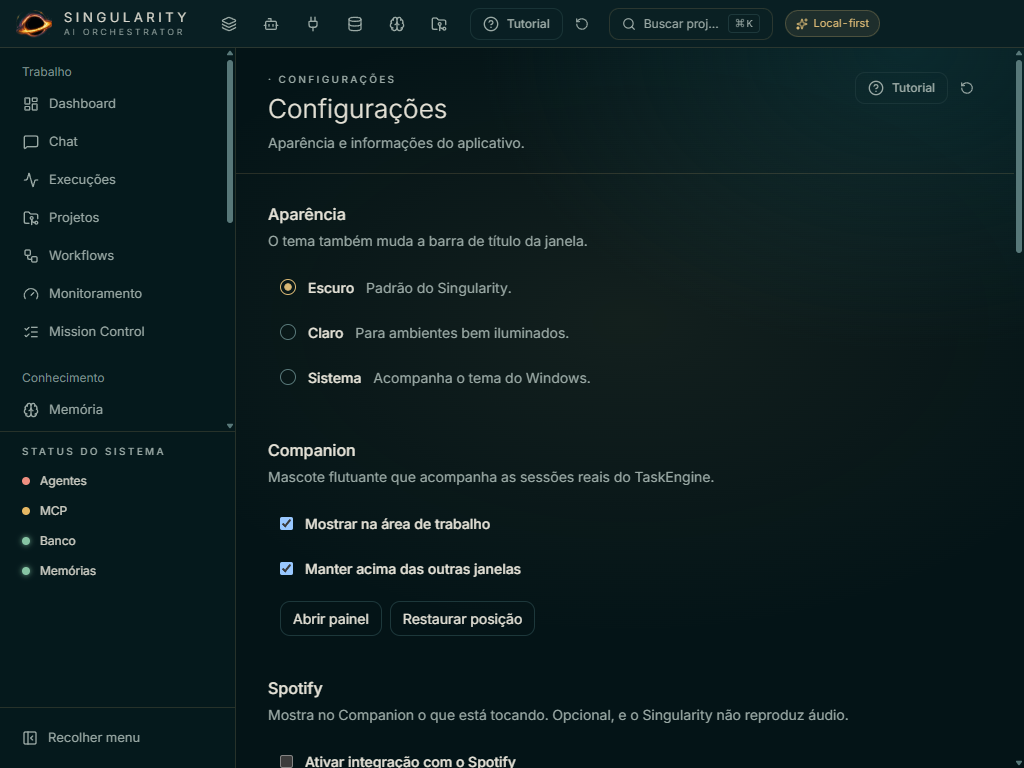 SINGULARITY
AI ORCHESTRATOR
Tutorial
Buscar proj...
⌘K
Local-first
Trabalho
Dashboard
Chat
Execuções
Projetos
Workflows
Monitoramento
Mission Control
Conhecimento
Memória
STATUS DO SISTEMA
Agentes
MCP
Banco
Memórias
Recolher menu
· CONFIGURAÇÕES
Configurações
Aparência e informações do aplicativo.
Tutorial
Aparência
O tema também muda a barra de título da janela.
Escuro Padrão do Singularity.
Claro Para ambientes bem iluminados.
Sistema Acompanha o tema do Windows.
Companion
Mascote flutuante que acompanha as sessões reais do TaskEngine.
Mostrar na área de trabalho
Manter acima das outras janelas
Abrir painel
Restaurar posição
Spotify
Mostra no Companion o que está tocando. Opcional, e o Singularity não reproduz áudio.
Ativar integração com o Spotify